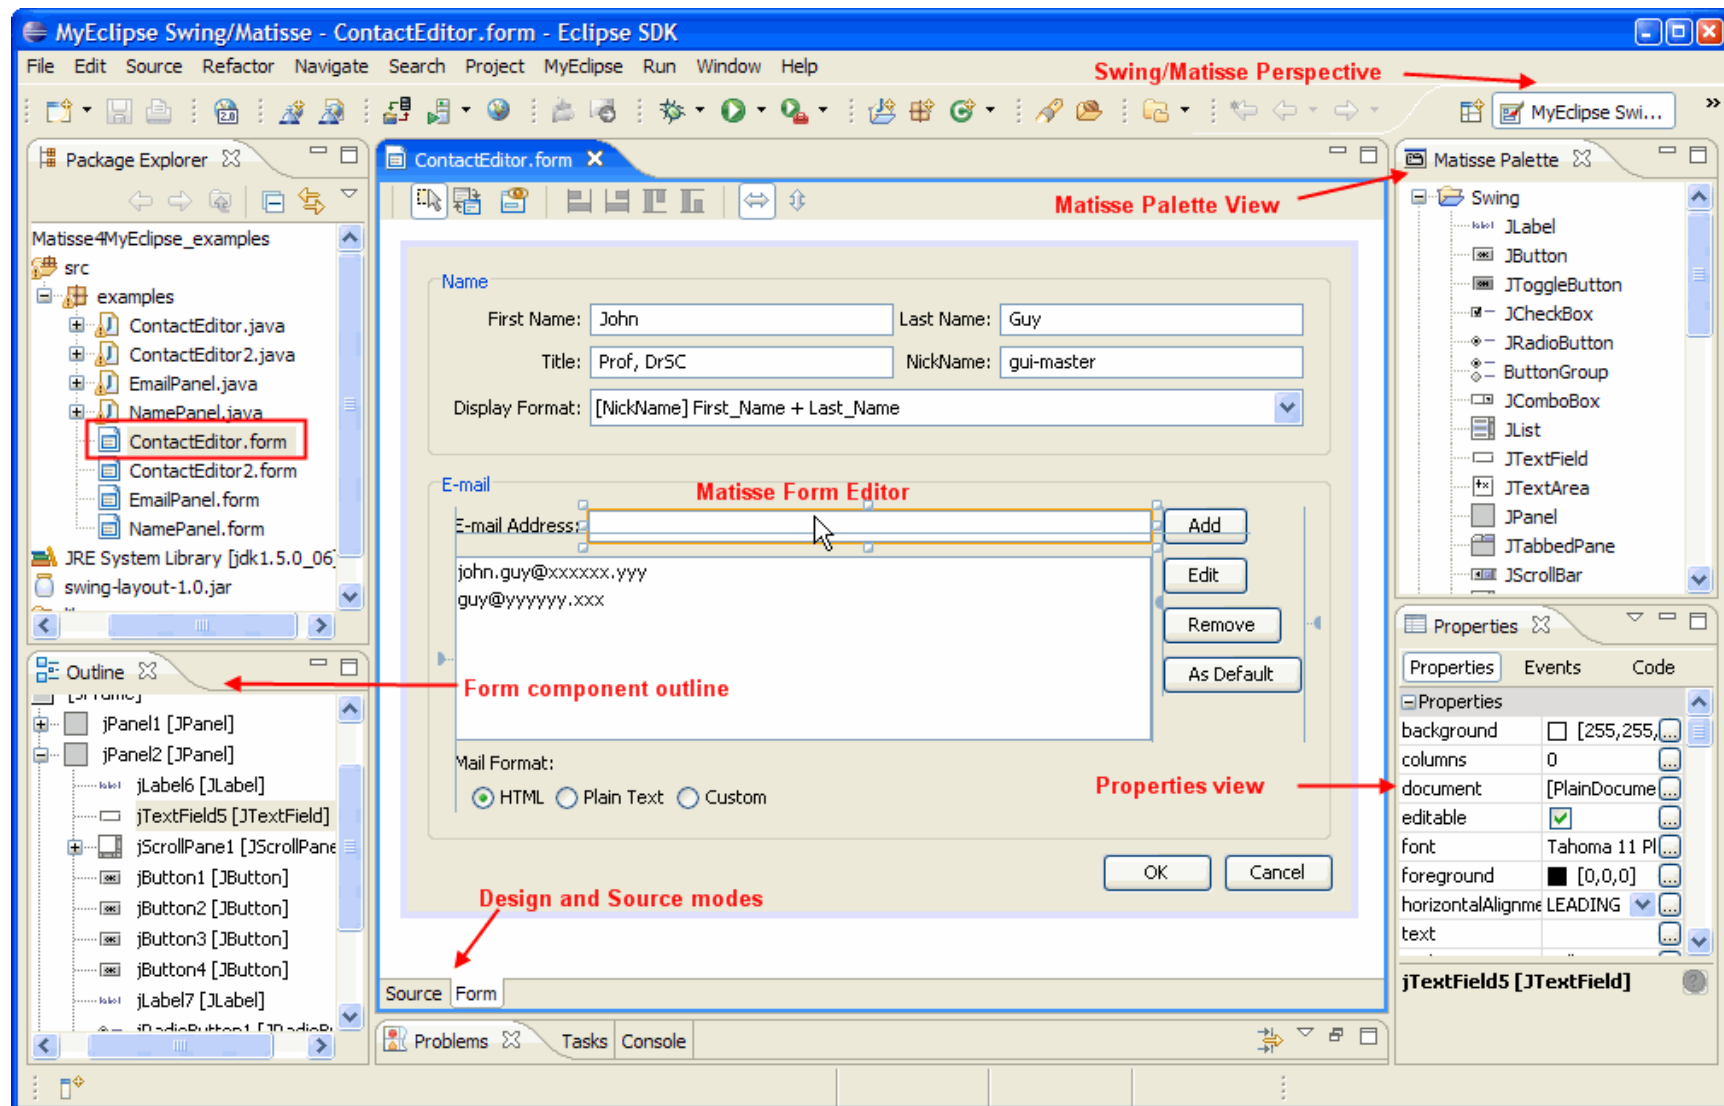 MyEclipse Swing/Matisse - ContactEditor.form - Eclipse SDK
File Edit Source Refactor Navigate Search Project MyEclipse Run Window Help
Swing/Matisse Perspective
2.0
MyEclipse Swi... »
Package Explorer
Matisse4MyEclipse_examples
src
examples
ContactEditor.java
ContactEditor2.java
EmailPanel.java
NamePanel.java
ContactEditor.form
ContactEditor2.form
EmailPanel.form
NamePanel.form
JRE System Library [jdk1.5.0_06]
swing-layout-1.0.jar
Outline
jPanel1 [JPanel]
jPanel2 [JPanel]
jLabel6 [JLabel]
jTextField5 [JTextField]
jScrollPane1 [JScrollPane
jButton1 [JButton]
jButton2 [JButton]
jButton3 [JButton]
jButton4 [JButton]
jLabel7 [JLabel]
Form component outline
ContactEditor.form
Matisse Palette View
Name
First Name: John Last Name: Guy
Title: Prof, DrSC NickName: gui-master
Display Format: [NickName] First_Name + Last_Name
E-mail
Matisse Form Editor
E-mail Address: Add
john.guy@xxxxxx.yyy
guy@yyyyyy.xxx
Edit
Remove
As Default
Mail Format:
HTML Plain Text Custom
OK Cancel
Design and Source modes
Source Form
Problems Tasks Console
Matisse Palette
Swing
JLabel
JButton
JToggleButton
JCheckBox
JRadioButton
ButtonGroup
JComboBox
JList
JTextField
JTextArea
JPanel
JTabbedPane
JScrollBar
Properties
Properties Events Code
Properties
background [255,255, ...
columns 0 ...
Properties view
document [PlainDocume ...
editable ...
font Tahoma 11 Pl ...
foreground [0,0,0] ...
horizontalAlignme LEADING ...
text ...
jTextField5 [JTextField]